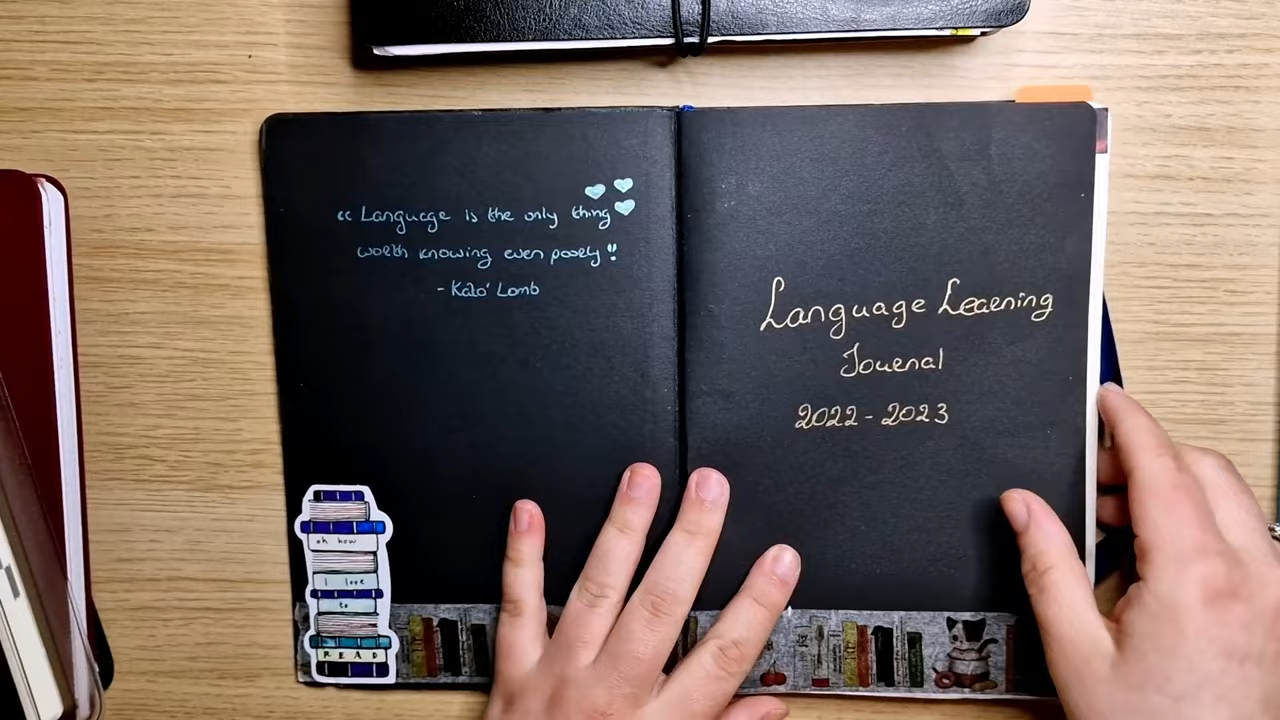 “Language is the only thing
worth knowing even poorly”
- Kató Lomb
oh how
I love
to
READ
Language Learning
Journal
2022 - 2023